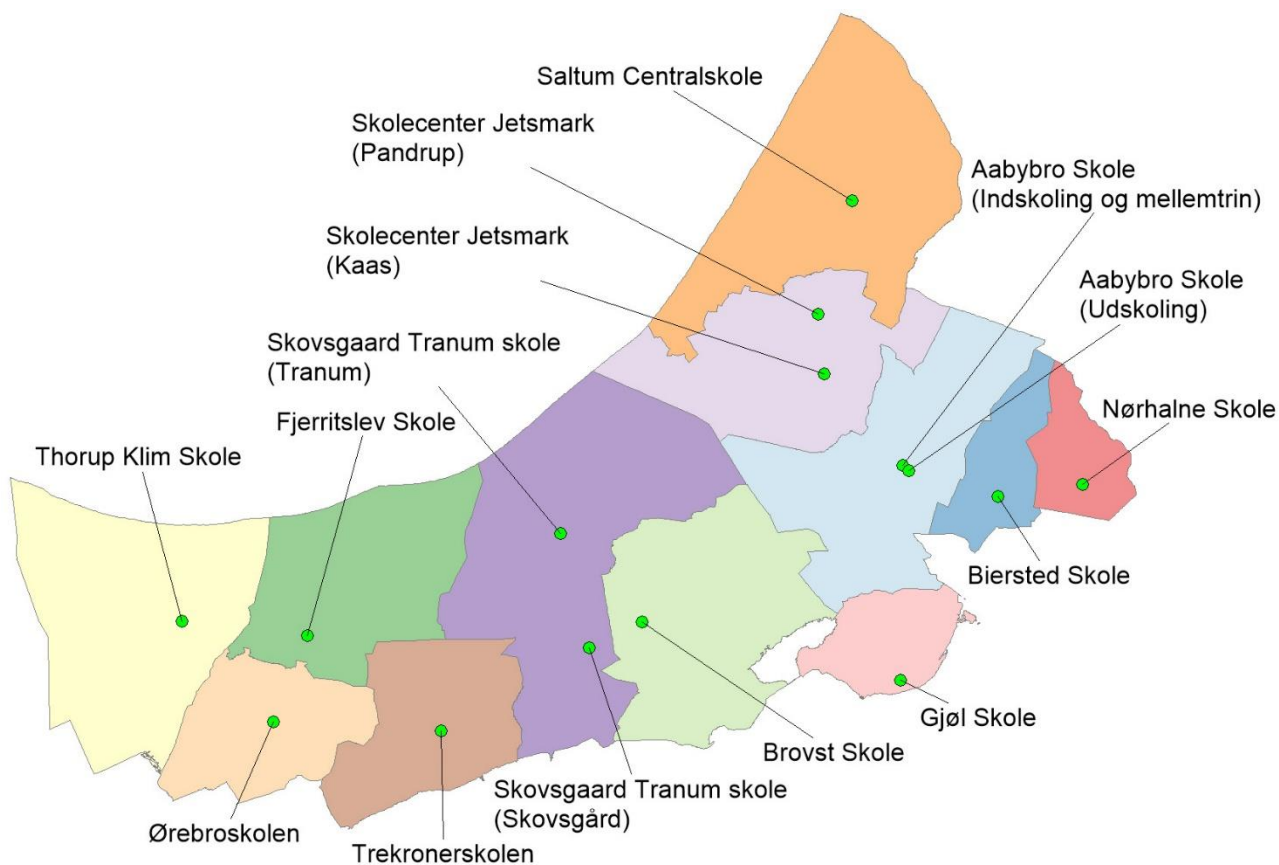 Saltum Centralskole
Skolecenter Jetsmark
(Pandrup)
Aabybro Skole
(Indskoling og mellemtrin)
Skolecenter Jetsmark
(Kaas)
Aabybro Skole
(Udskoling)
Skovsgaard Tranum skole
(Tranum)
Fjerritslev Skole
Nørhalne Skole
Thorup Klim Skole
Biersted Skole
Gjøl Skole
Brovst Skole
Skovsgaard Tranum skole
(Skovsgård)
Ørebroskolen
Trekronerskolen